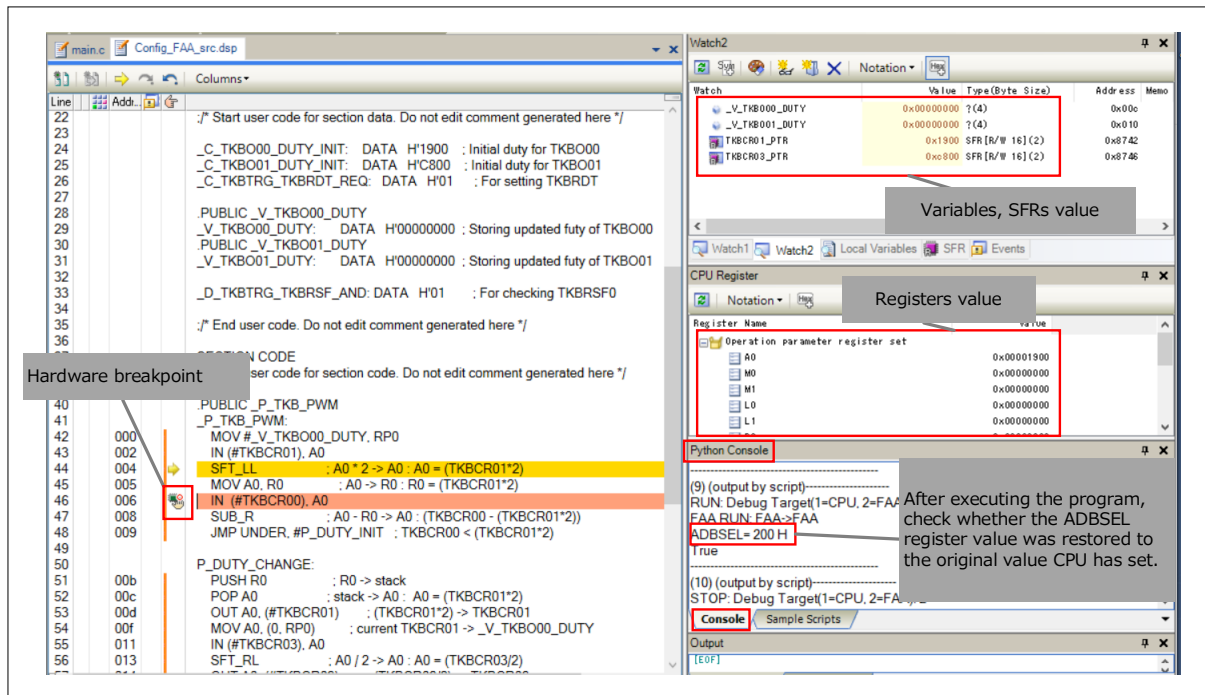 main.c Config_FAA_src.dsp
Columns
Line Addr...
22 ;/* Start user code for section data. Do not edit comment generated here */
23
24 _C_TKBO00_DUTY_INIT: DATA H'1900 ; Initial duty for TKBO00
25 _C_TKBO01_DUTY_INIT: DATA H'C800 ; Initial duty for TKBO01
26 _C_TKBTRG_TKBRDT_REQ: DATA H'01 ; For setting TKBRDT
27
28 .PUBLIC _V_TKBO00_DUTY
29 _V_TKBO00_DUTY: DATA H'00000000 ; Storing updated futy of TKBO00
30 .PUBLIC _V_TKBO01_DUTY
31 _V_TKBO01_DUTY: DATA H'00000000 ; Storing updated futy of TKBO01
32
33 _D_TKBTRG_TKBRSF_AND: DATA H'01 ; For checking TKBRSF0
34
35 ;/* End user code. Do not edit comment generated here */
36
N CODE
Hardware breakpoint
ser code for section code. Do not edit comment generated here */
40 .PUBLIC _P_TKB_PWM
41 _P_TKB_PWM:
42 000 MOV #_V_TKBO00_DUTY, RP0
43 002 IN (#TKBCR01), A0
44 004 SFT_LL ; A0 * 2 -> A0 : A0 = (TKBCR01*2)
45 005 MOV A0, R0 ; A0 -> R0 : R0 = (TKBCR01*2)
46 006 IN (#TKBCR00), A0
47 008 SUB_R ; A0 - R0 -> A0 : (TKBCR00 - (TKBCR01*2))
48 009 JMP UNDER, #P_DUTY_INIT ; TKBCR00 < (TKBCR01*2)
49
50 P_DUTY_CHANGE:
51 00b PUSH R0 ; R0 -> stack
52 00c POP A0 ; stack -> A0 : A0 = (TKBCR01*2)
53 00d OUT A0, (#TKBCR01) ; (TKBCR01*2) -> TKBCR01
54 00f MOV A0, (0, RP0) ; current TKBCR01 -> _V_TKBO00_DUTY
55 011 IN (#TKBCR03), A0
56 013 SFT_RL ; A0 / 2 -> A0 : A0 = (TKBCR03/2)
Watch2
Notation Hex
Watch Value Type(Byte Size) Address Memo
_V_TKBO00_DUTY 0x00000000 ?(4) 0x00c
_V_TKBO01_DUTY 0x00000000 ?(4) 0x010
TKBCR01_PTR 0x1900 SFR[R/W 16](2) 0x8742
TKBCR03_PTR 0xc800 SFR[R/W 16](2) 0x8746
Variables, SFRs value
Watch1 Watch2 Local Variables SFR Events
CPU Register
Notation Hex
Registers value
Register Name Value
Operation parameter register set
A0 0x00001900
M0 0x00000000
M1 0x00000000
L0 0x00000000
L1 0x00000000
Python Console
(9) (output by script)----------------------
RUN: Debug Target(1=CPU, 2=FAA
FAA RUN: FAA->FAA
ADBSEL= 200 H
True
(10) (output by script)----------------------
STOP: Debug Target(1=CPU, 2=FA
After executing the program,
check whether the ADBSEL
register value was restored to
the original value CPU has set.
Console Sample Scripts
Output
[EOF]